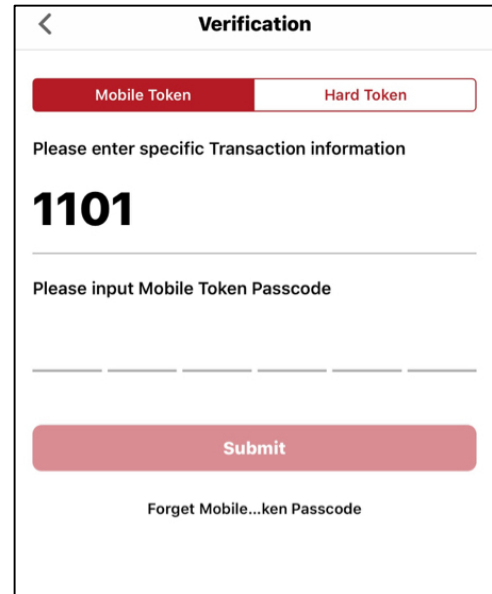 Verification
Mobile Token Hard Token
Please enter specific Transaction information
1101
Please input Mobile Token Passcode
Submit
Forget Mobile...ken Passcode